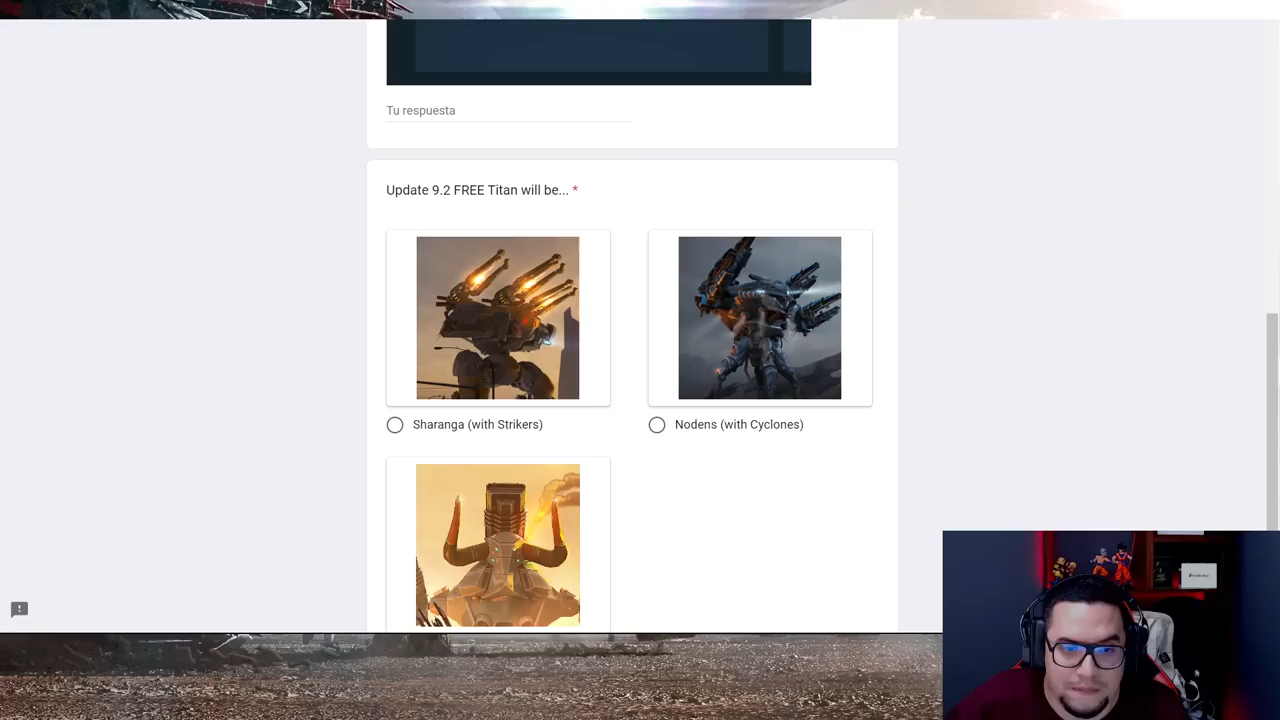 Tu respuesta
Update 9.2 FREE Titan will be... *
Sharanga (with Strikers)
Nodens (with Cyclones)